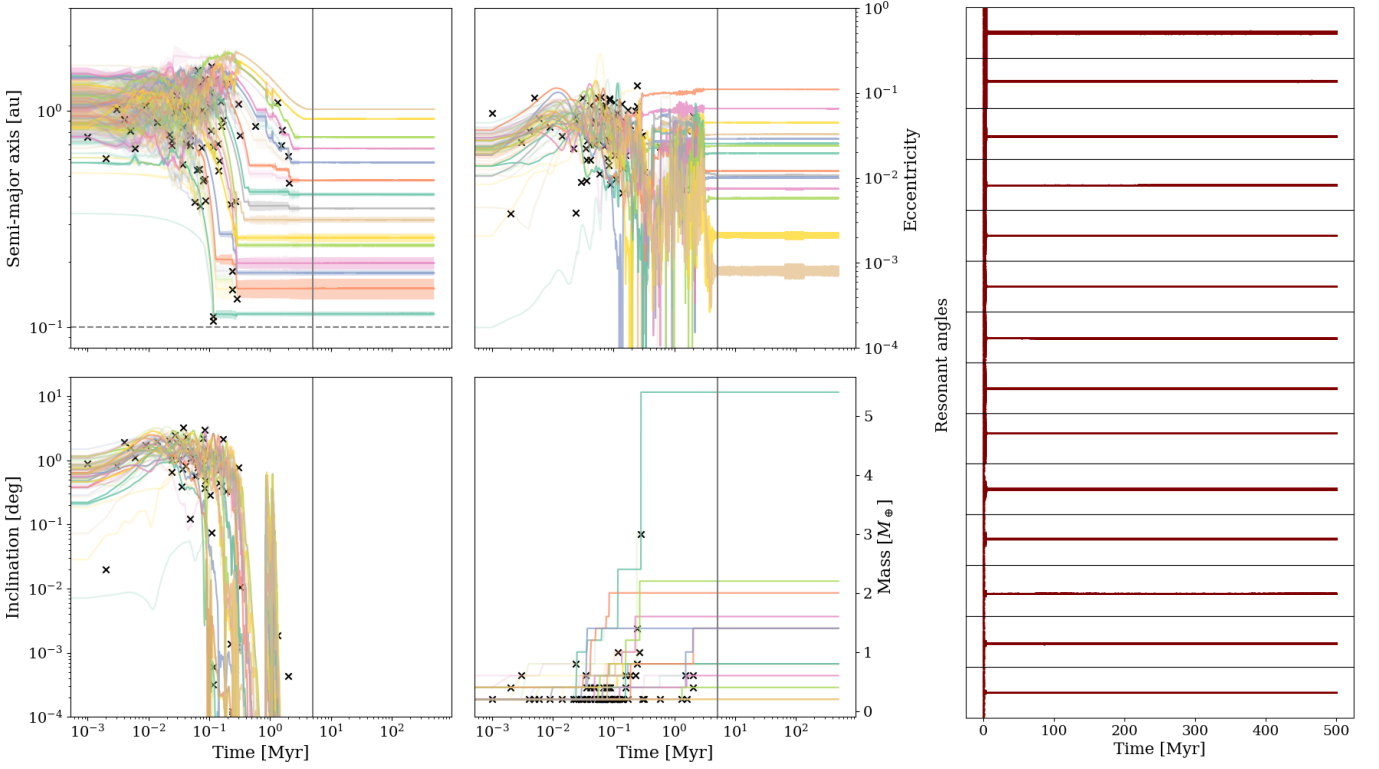 Semi-major axis [au]
10⁰
10⁻¹
10⁰
10⁻¹
10⁻²
10⁻³
10⁻⁴
Eccentricity
Inclination [deg]
10¹
10⁰
10⁻¹
10⁻²
10⁻³
10⁻⁴
10⁻³ 10⁻² 10⁻¹ 10⁰ 10¹ 10²
Time [Myr]
5
4
3
2
1
0
Mass [M⊕]
10⁻³ 10⁻² 10⁻¹ 10⁰ 10¹ 10²
Time [Myr]
Resonant angles
0 100 200 300 400 500
Time [Myr]